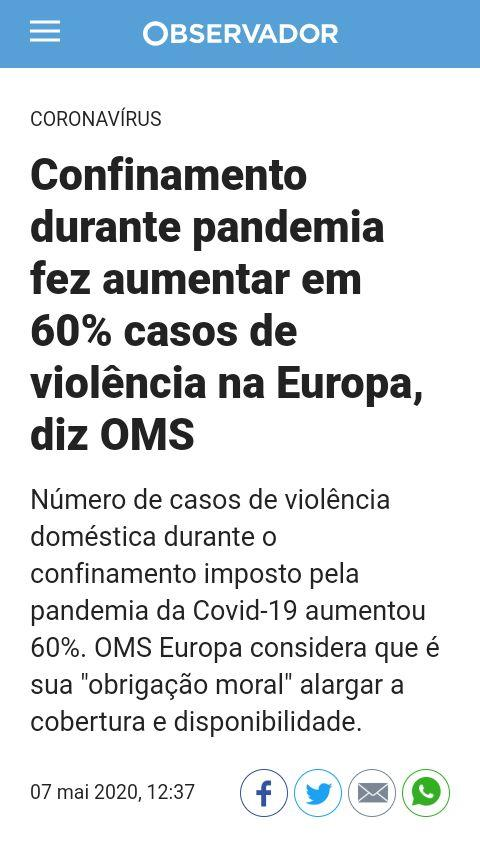 OBSERVADOR
CORONAVÍRUS
Confinamento
durante pandemia
fez aumentar em
60% casos de
violência na Europa,
diz OMS
Número de casos de violência
doméstica durante o
confinamento imposto pela
pandemia da Covid-19 aumentou
60%. OMS Europa considera que é
sua "obrigação moral" alargar a
cobertura e disponibilidade.
07 mai 2020, 12:37